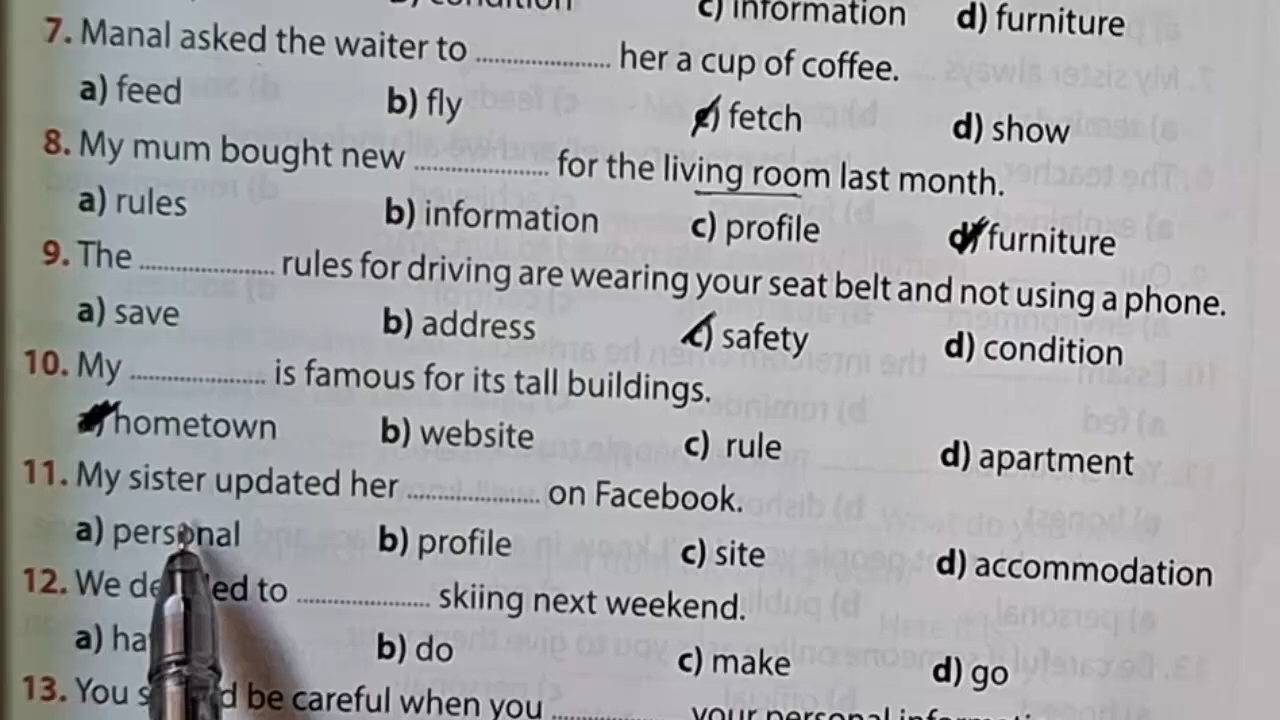 b) condition c) information d) furniture
7. Manal asked the waiter to .................... her a cup of coffee.
a) feed b) fly c) fetch d) show
8. My mum bought new .................... for the living room last month.
a) rules b) information c) profile d) furniture
9. The .................... rules for driving are wearing your seat belt and not using a phone.
a) save b) address c) safety d) condition
10. My .................... is famous for its tall buildings.
a) hometown b) website c) rule d) apartment
11. My sister updated her .................... on Facebook.
a) personal b) profile c) site d) accommodation
12. We to .................... skiing next weekend.
a) b) do c) make d) go
13. You be careful when you .................... your personal